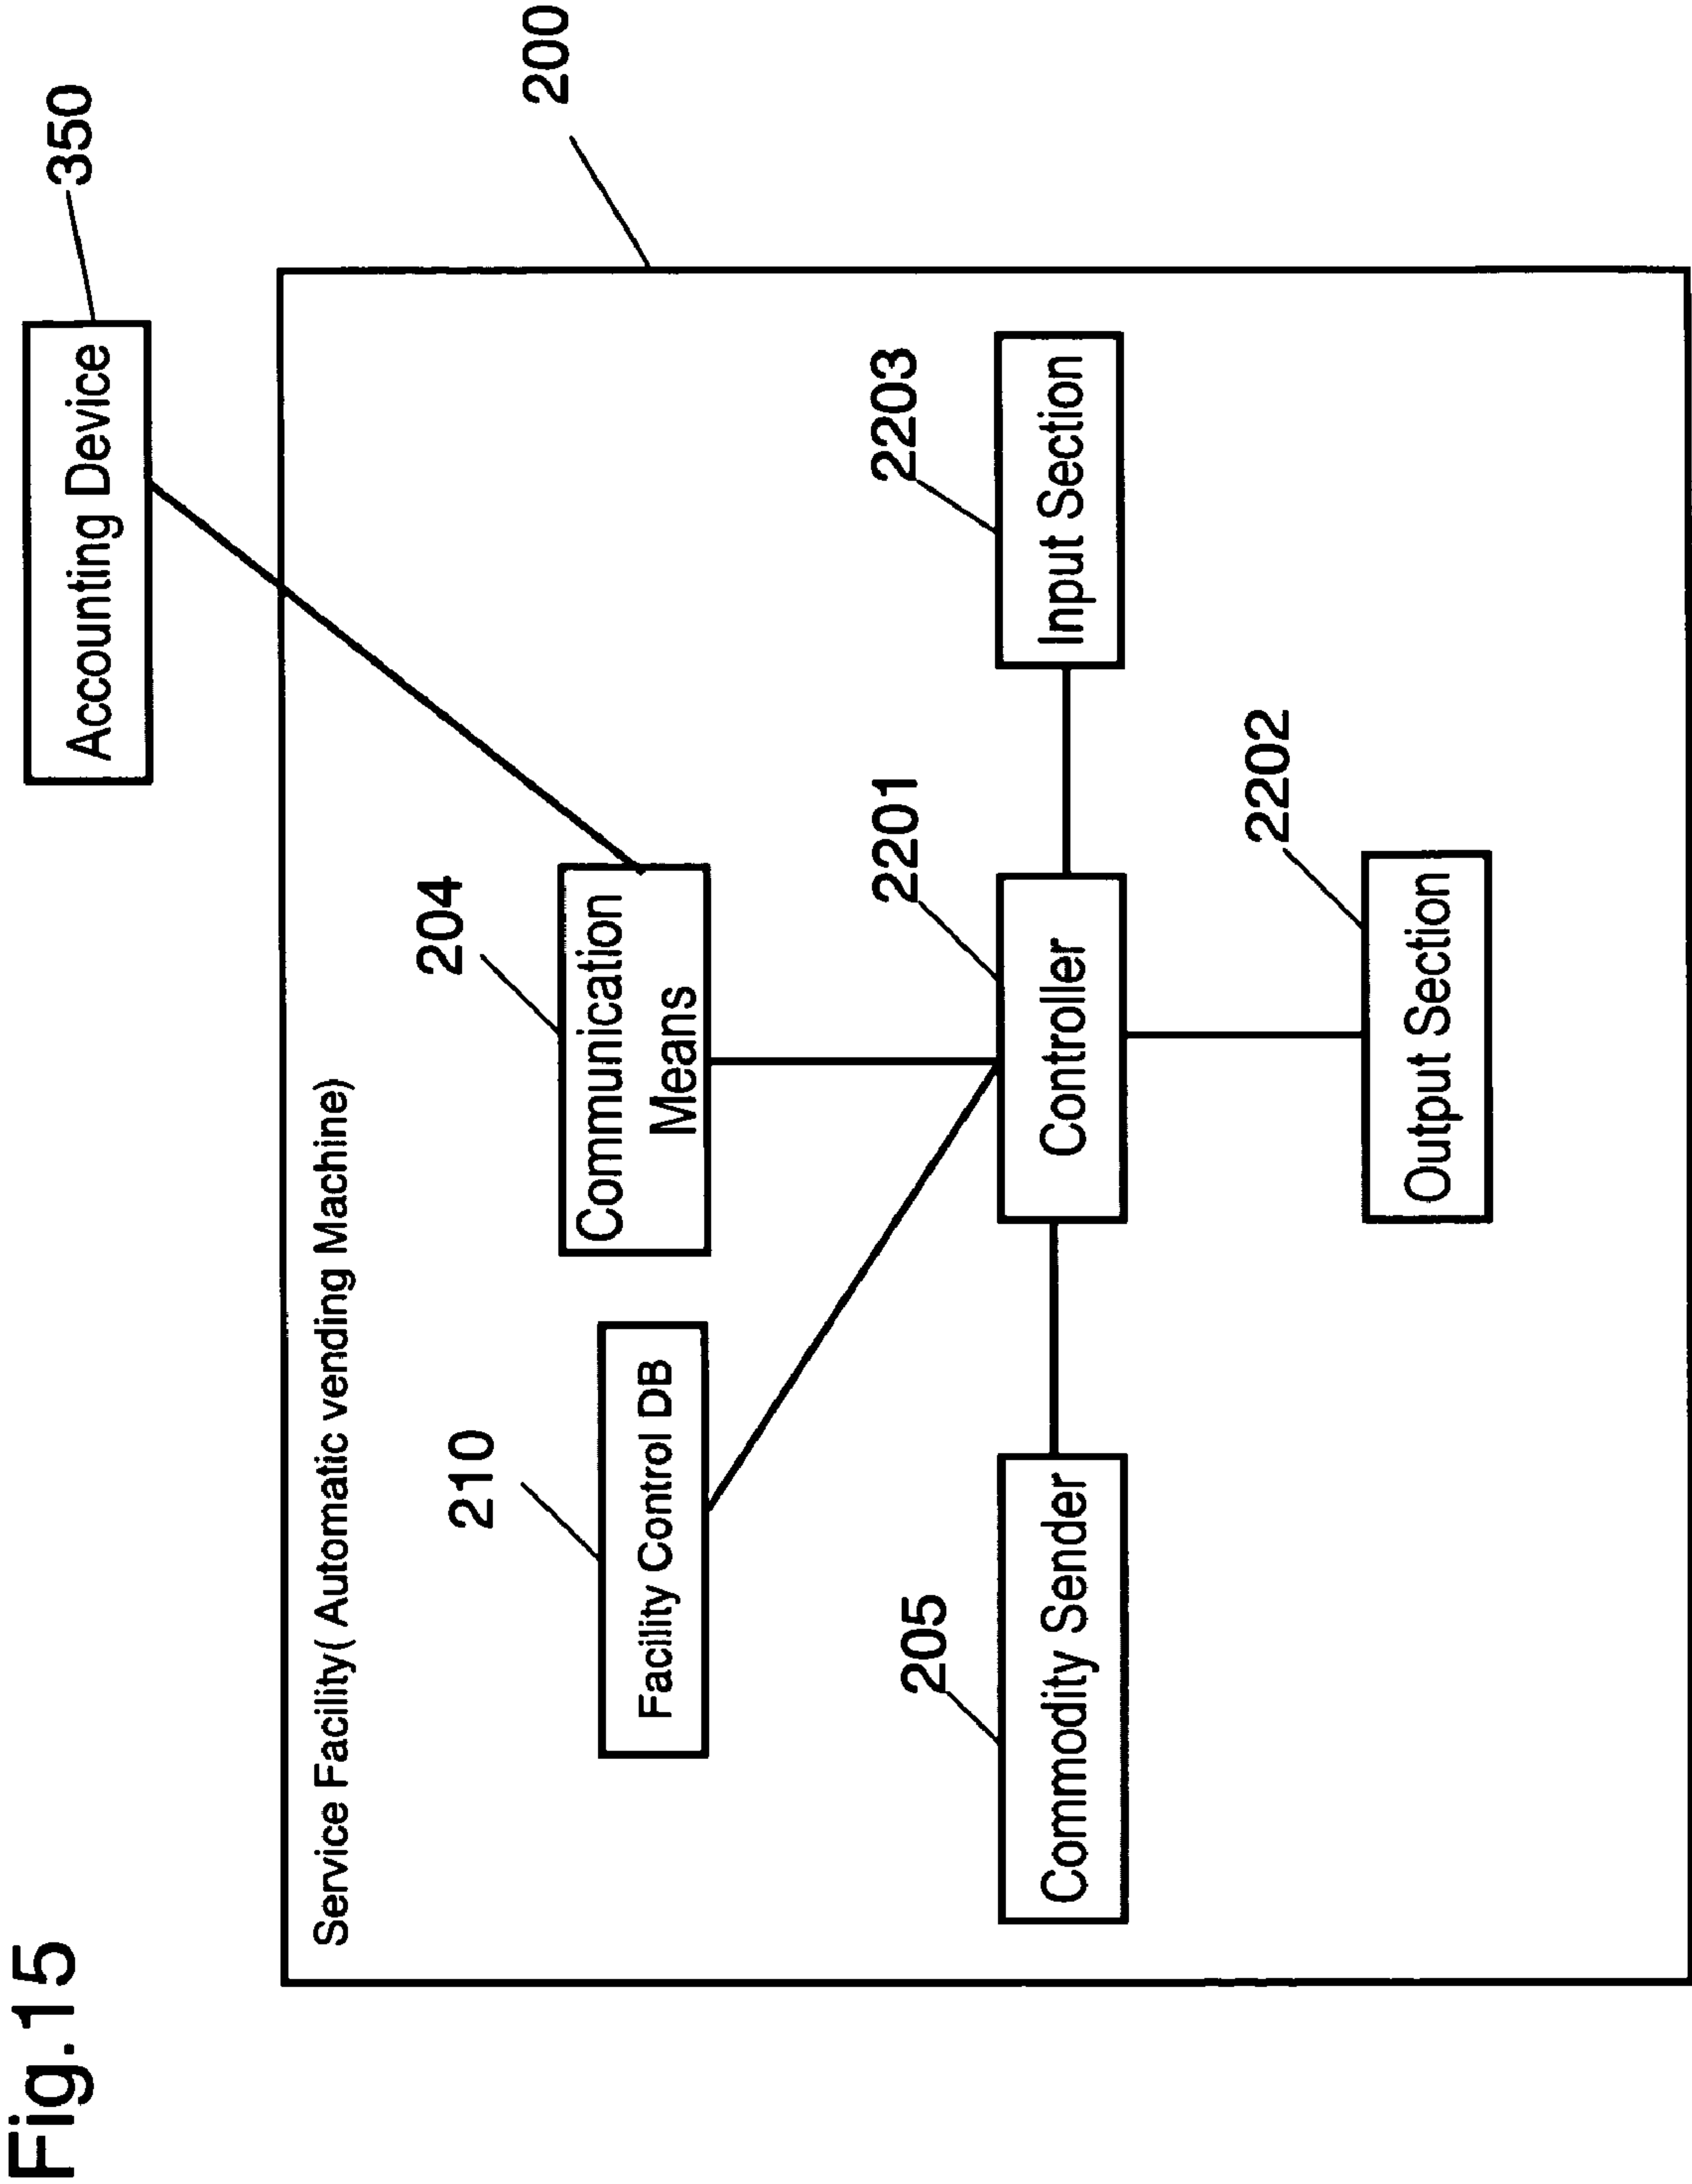 Fig.15
Accounting Device
350
200
Service Facility( Automatic vending Machine)
210
Facility Control DB
204
Communication
Means
205
Commodity Sender
2201
Controller
2203
Input Section
2202
Output Section